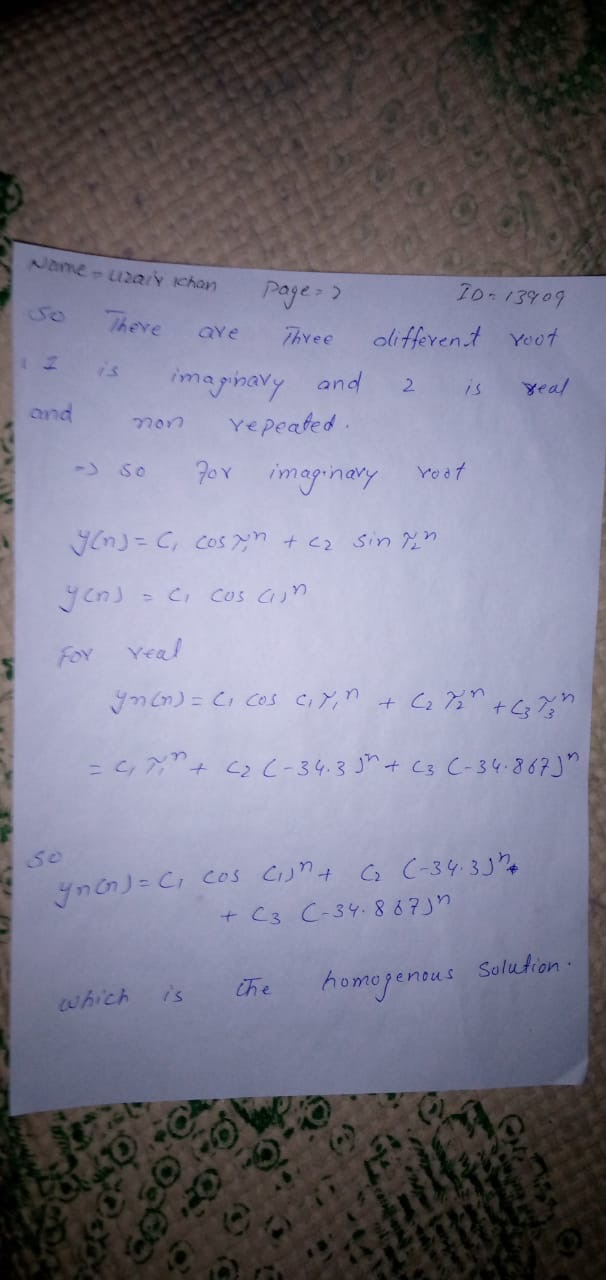 Name = Uzair Khan Page = 2 ID = 13909
So There are Three different root
1 is imaginary and 2 is real
and non repeated.
=> so For imaginary root
y(n) = C1 cos γ1n + C2 sin γ2n
y(n) = C1 cos (1)n
For real
yn(n) = C1 cos C1γ1n + C2 γ2n + C3 γ3n
= C1 γ1n + C2 (-34.3)n + C3 (-34.867)n
so
yn(n) = C1 cos C1)n + C2 (-34.3)n+
+ C3 (-34.867)n
which is the homogenous Solution.